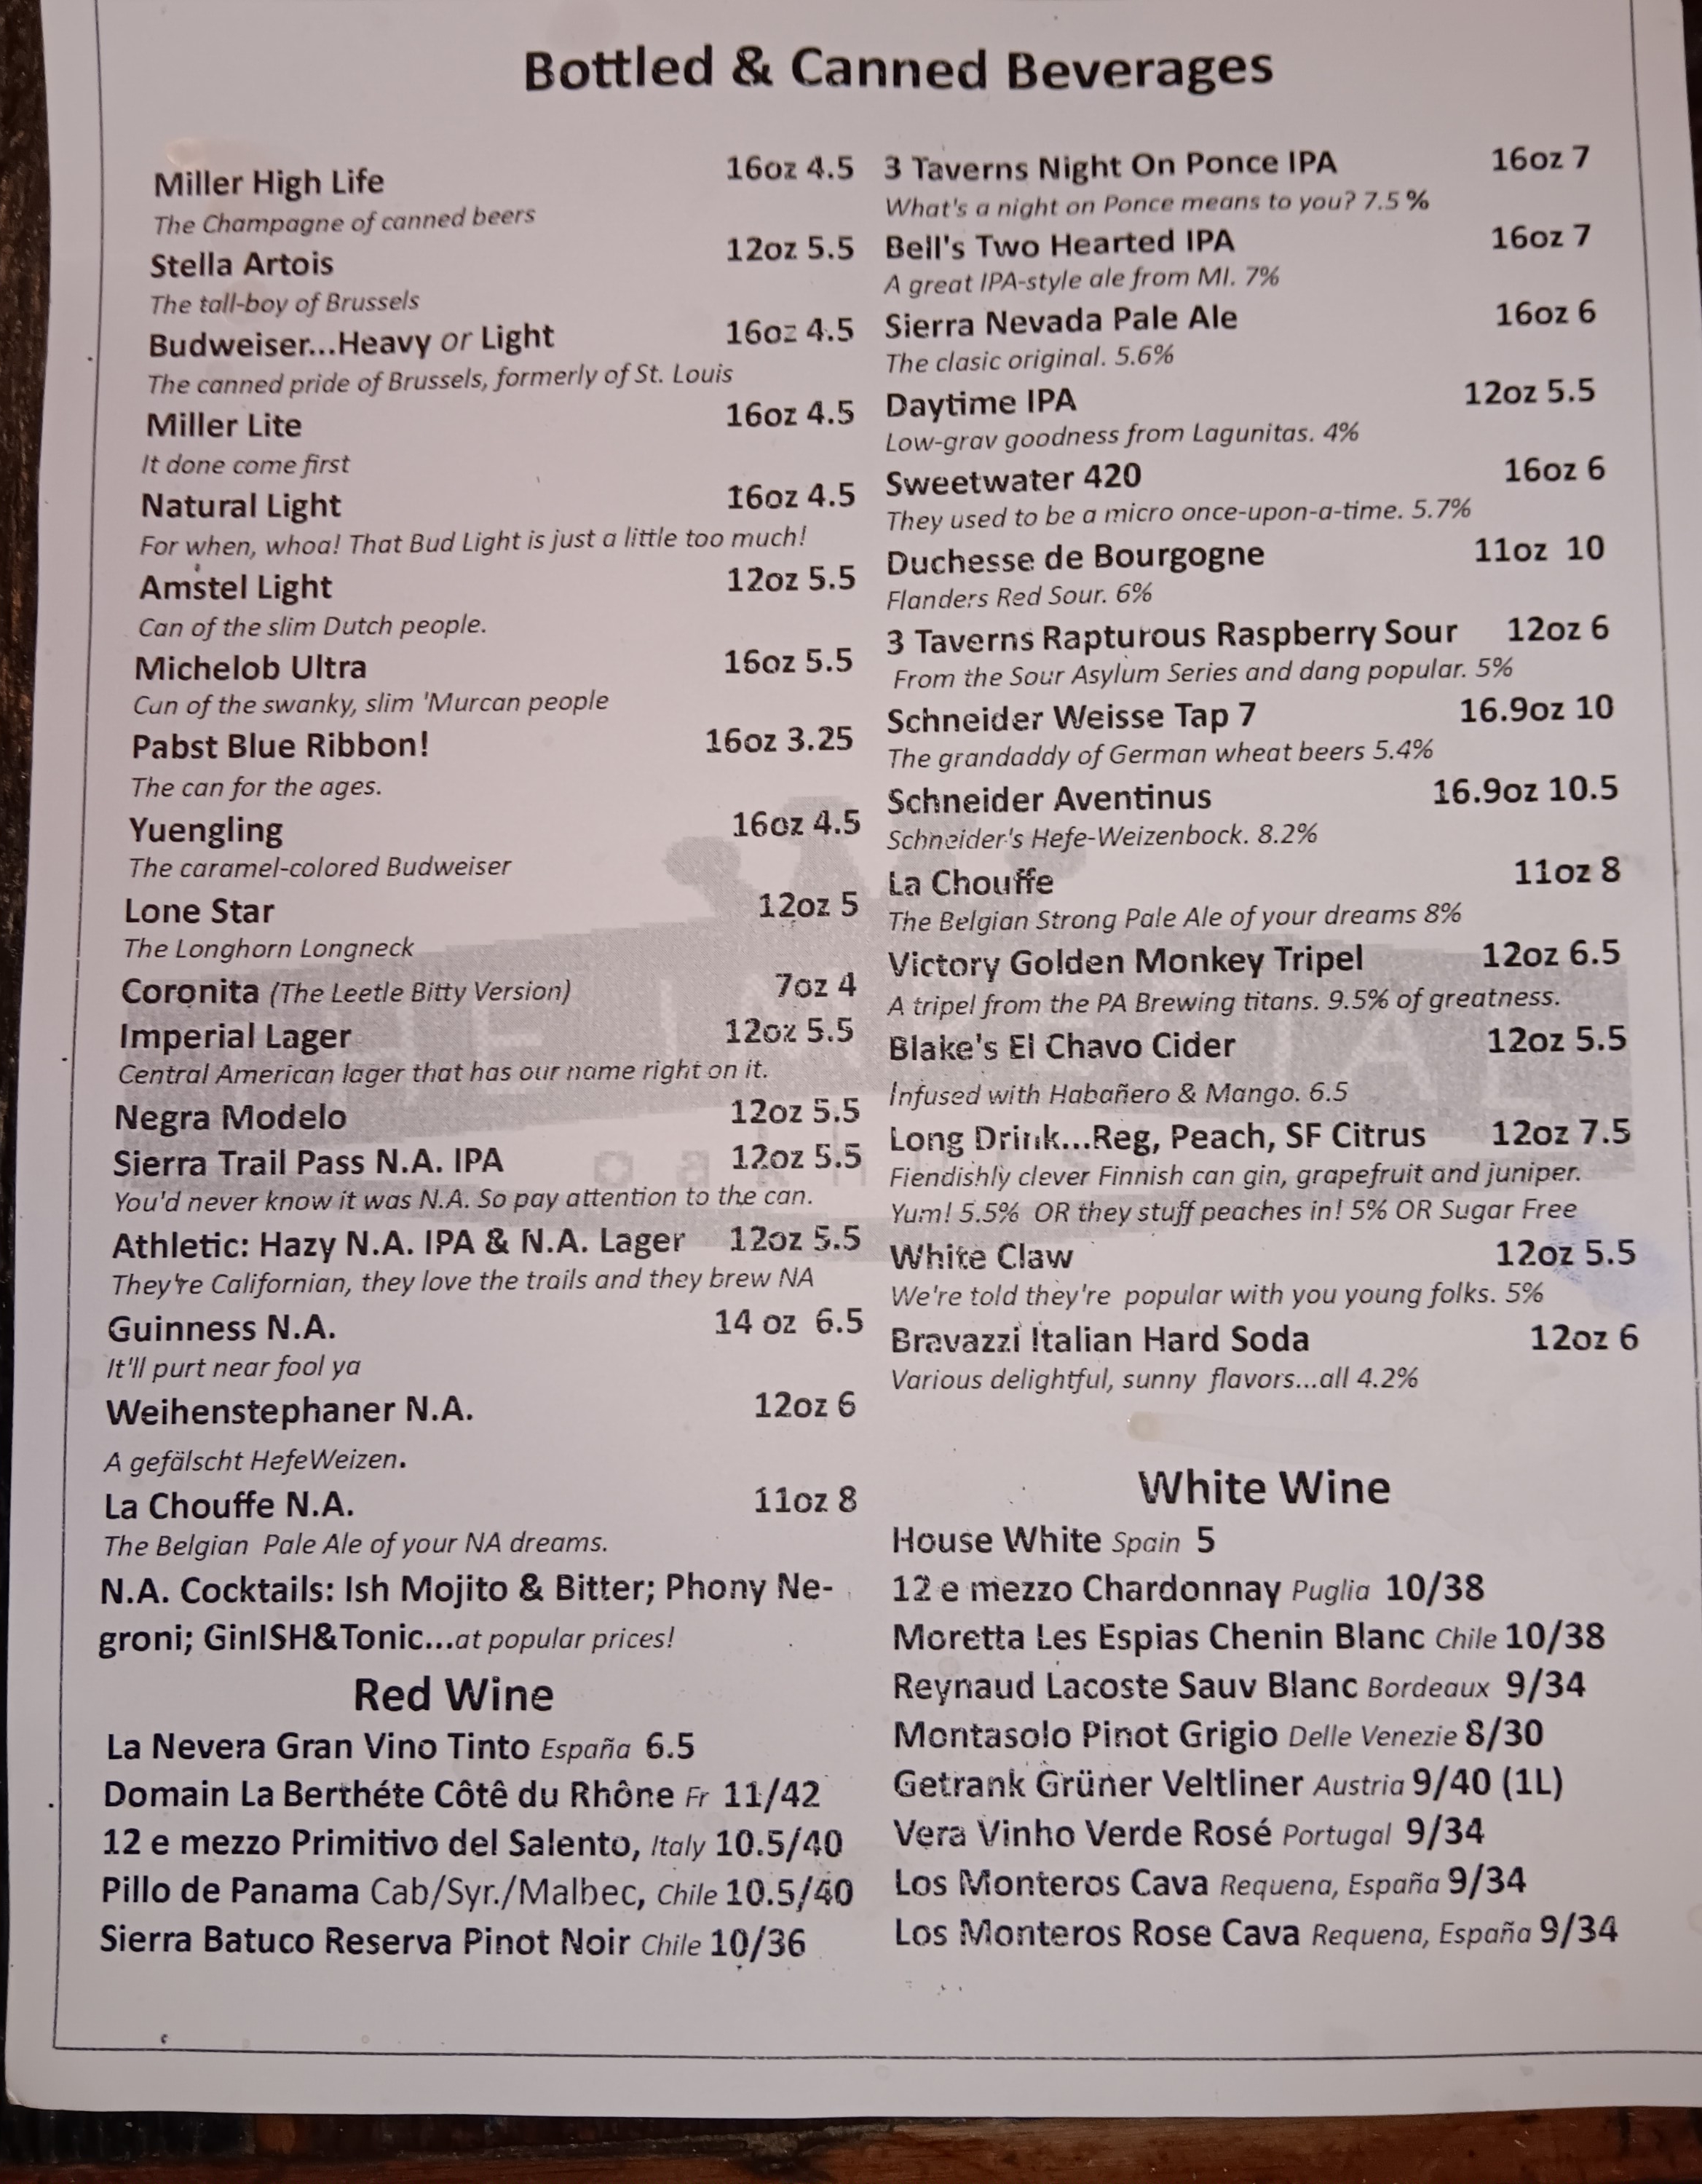 Bottled & Canned Beverages
Miller High Life 16oz 4.5
The Champagne of canned beers
Stella Artois 12oz 5.5
The tall-boy of Brussels
Budweiser...Heavy or Light 16oz 4.5
The canned pride of Brussels, formerly of St. Louis
Miller Lite 16oz 4.5
It done come first
Natural Light 16oz 4.5
For when, whoa! That Bud Light is just a little too much!
Amstel Light 12oz 5.5
Can of the slim Dutch people.
Michelob Ultra 16oz 5.5
Can of the swanky, slim 'Murcan people
Pabst Blue Ribbon! 16oz 3.25
The can for the ages.
Yuengling 16oz 4.5
The caramel-colored Budweiser
Lone Star 12oz 5
The Longhorn Longneck
Coronita (The Leetle Bitty Version) 7oz 4
Imperial Lager 12oz 5.5
Central American lager that has our name right on it.
Negra Modelo 12oz 5.5
Sierra Trail Pass N.A. IPA 12oz 5.5
You'd never know it was N.A. So pay attention to the can.
Athletic: Hazy N.A. IPA & N.A. Lager 12oz 5.5
They're Californian, they love the trails and they brew NA
Guinness N.A. 14 oz 6.5
It'll purt near fool ya
Weihenstephaner N.A. 12oz 6
A gefälscht HefeWeizen.
La Chouffe N.A. 11oz 8
The Belgian Pale Ale of your NA dreams.
N.A. Cocktails: Ish Mojito & Bitter; Phony Ne-
groni; GinISH&Tonic...at popular prices!
Red Wine
La Nevera Gran Vino Tinto España 6.5
Domain La Berthéte Côtê du Rhône Fr 11/42
12 e mezzo Primitivo del Salento, Italy 10.5/40
Pillo de Panama Cab/Syr./Malbec, Chile 10.5/40
Sierra Batuco Reserva Pinot Noir Chile 10/36
3 Taverns Night On Ponce IPA 16oz 7
What's a night on Ponce means to you? 7.5 %
Bell's Two Hearted IPA 16oz 7
A great IPA-style ale from MI. 7%
Sierra Nevada Pale Ale 16oz 6
The clasic original. 5.6%
Daytime IPA 12oz 5.5
Low-grav goodness from Lagunitas. 4%
Sweetwater 420 16oz 6
They used to be a micro once-upon-a-time. 5.7%
Duchesse de Bourgogne 11oz 10
Flanders Red Sour. 6%
3 Taverns Rapturous Raspberry Sour 12oz 6
From the Sour Asylum Series and dang popular. 5%
Schneider Weisse Tap 7 16.9oz 10
The grandaddy of German wheat beers 5.4%
Schneider Aventinus 16.9oz 10.5
Schneider's Hefe-Weizenbock. 8.2%
La Chouffe 11oz 8
The Belgian Strong Pale Ale of your dreams 8%
Victory Golden Monkey Tripel 12oz 6.5
A tripel from the PA Brewing titans. 9.5% of greatness.
Blake's El Chavo Cider 12oz 5.5
Infused with Habañero & Mango. 6.5
Long Drink...Reg, Peach, SF Citrus 12oz 7.5
Fiendishly clever Finnish can gin, grapefruit and juniper.
Yum! 5.5% OR they stuff peaches in! 5% OR Sugar Free
White Claw 12oz 5.5
We're told they're popular with you young folks. 5%
Bravazzi Italian Hard Soda 12oz 6
Various delightful, sunny flavors...all 4.2%
White Wine
House White Spain 5
12 e mezzo Chardonnay Puglia 10/38
Moretta Les Espias Chenin Blanc Chile 10/38
Reynaud Lacoste Sauv Blanc Bordeaux 9/34
Montasolo Pinot Grigio Delle Venezie 8/30
Getrank Grüner Veltliner Austria 9/40 (1L)
Vera Vinho Verde Rosé Portugal 9/34
Los Monteros Cava Requena, España 9/34
Los Monteros Rose Cava Requena, España 9/34